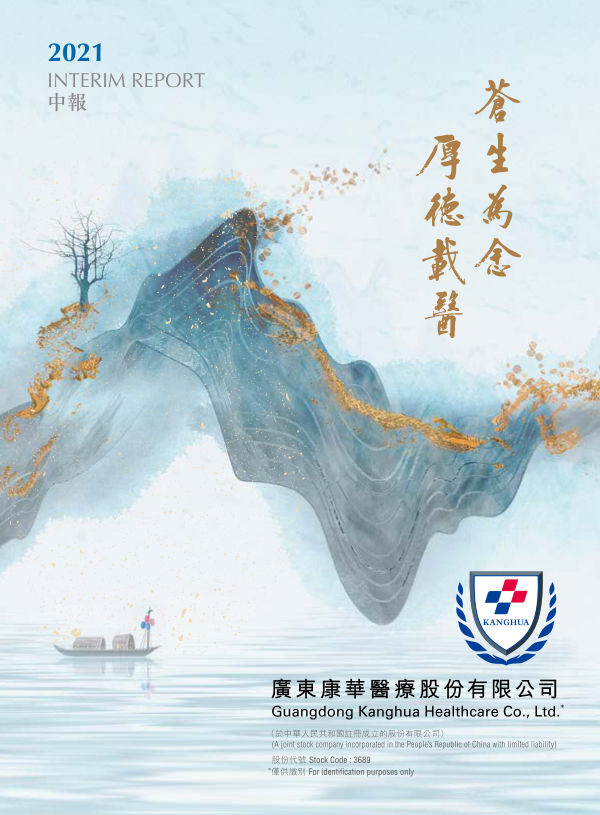 2021
INTERIM REPORT
中報
蒼生為念
厚德載醫
KANGHUA
廣東康華醫療股份有限公司
Guangdong Kanghua Healthcare Co., Ltd.*
(於中華人民共和國註冊成立的股份有限公司)
(A joint stock company incorporated in the People's Republic of China with limited liability)
股份代號 Stock Code : 3689
*僅供識別 For identification purposes only